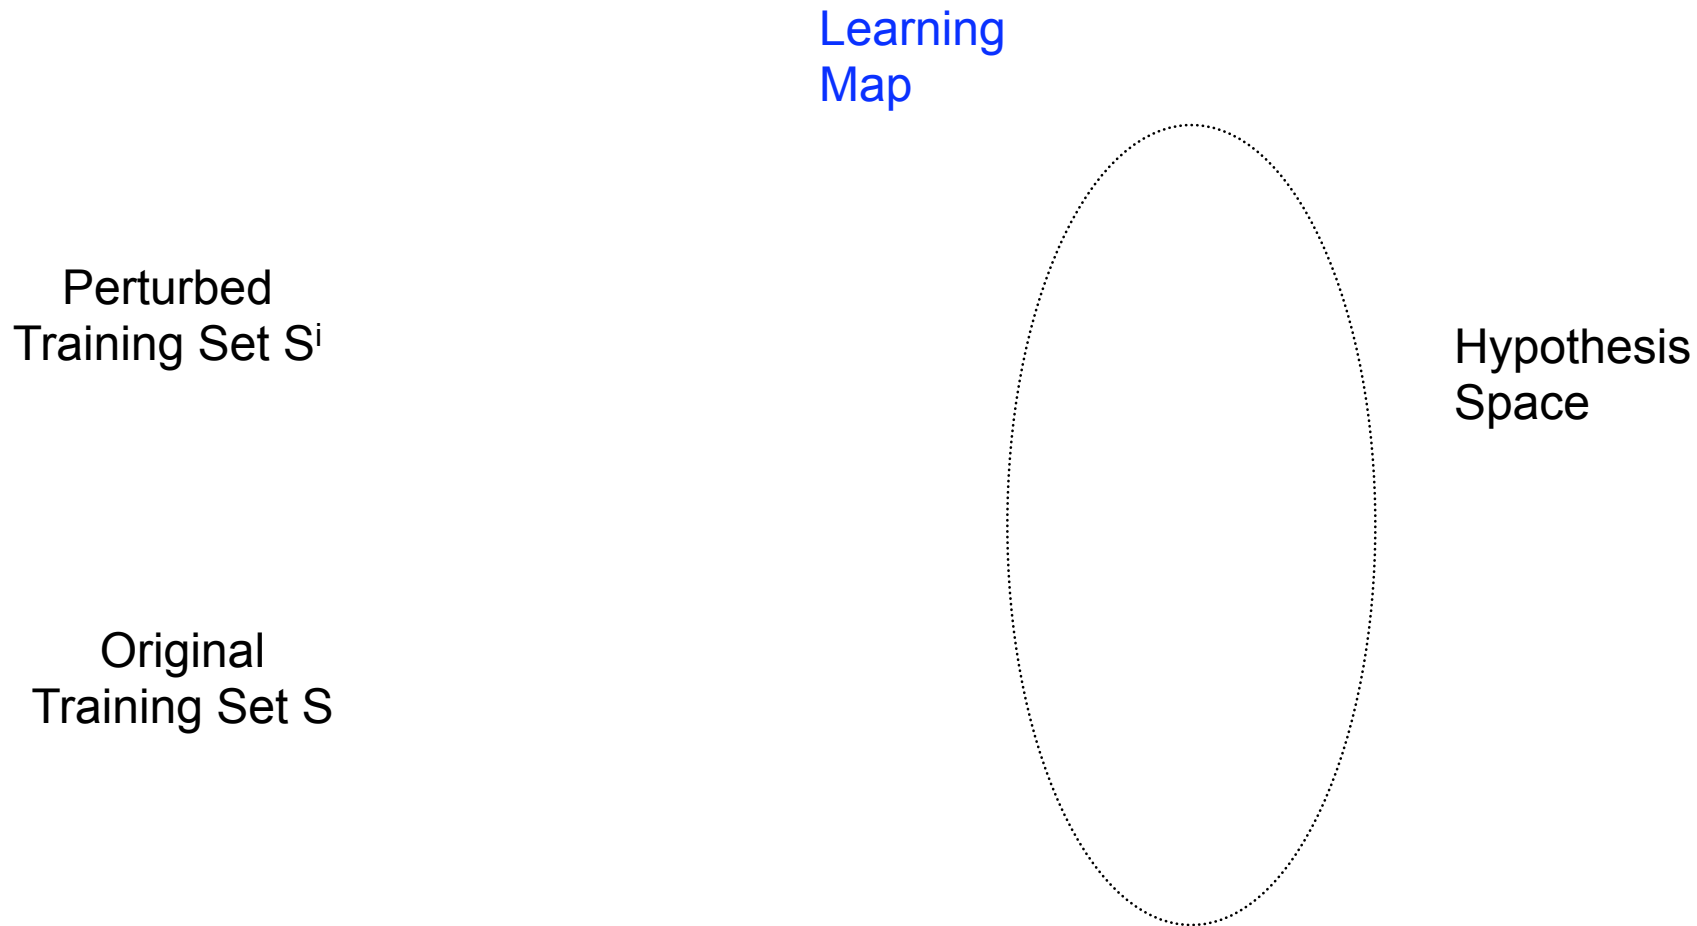 Learning
Map
Perturbed
Training Set Sⁱ
Hypothesis
Space
Original
Training Set S